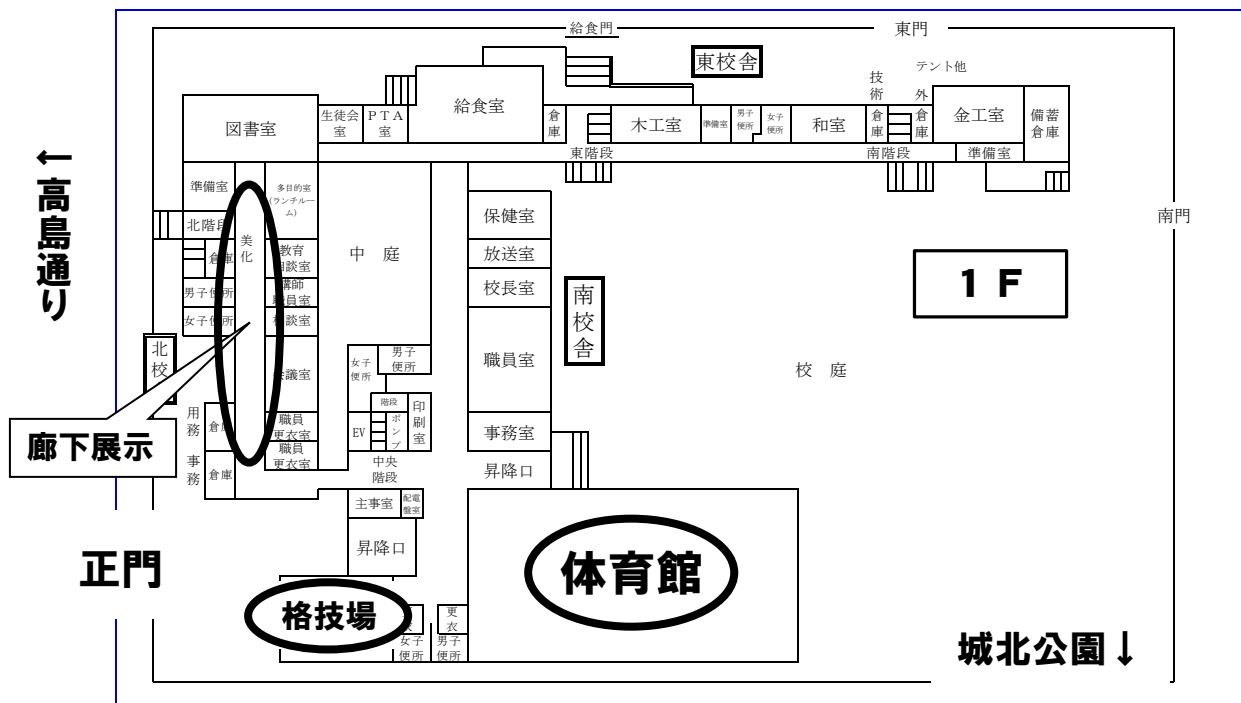 給食門
東門
東校舎
テント他
技術
外
図書室
生徒会
室
PTA
室
給食室
倉庫
木工室
準備室
男子
便所
女子
便所
和室
倉庫
倉庫
金工室
備蓄
倉庫
東階段
南階段
準備室
←高島通り
南門
準備室
多目的室
(ランチルー
ム)
北階段
美化
倉庫
教育
相談室
中 庭
保健室
放送室
校長室
南校舎
1F
男子便所
講師
職員室
女子便所
相談室
北校
会議室
女子
便所
男子
便所
職員室
校 庭
階段
印刷室
用務
倉庫
職員
更衣室
EV
ポンプ
事務室
廊下展示
職員
更衣室
事務
倉庫
中央
階段
昇降口
主事室
配電
盤室
正門
昇降口
体育館
格技場
衣
更衣
女子
便所
男子
便所
城北公園↓